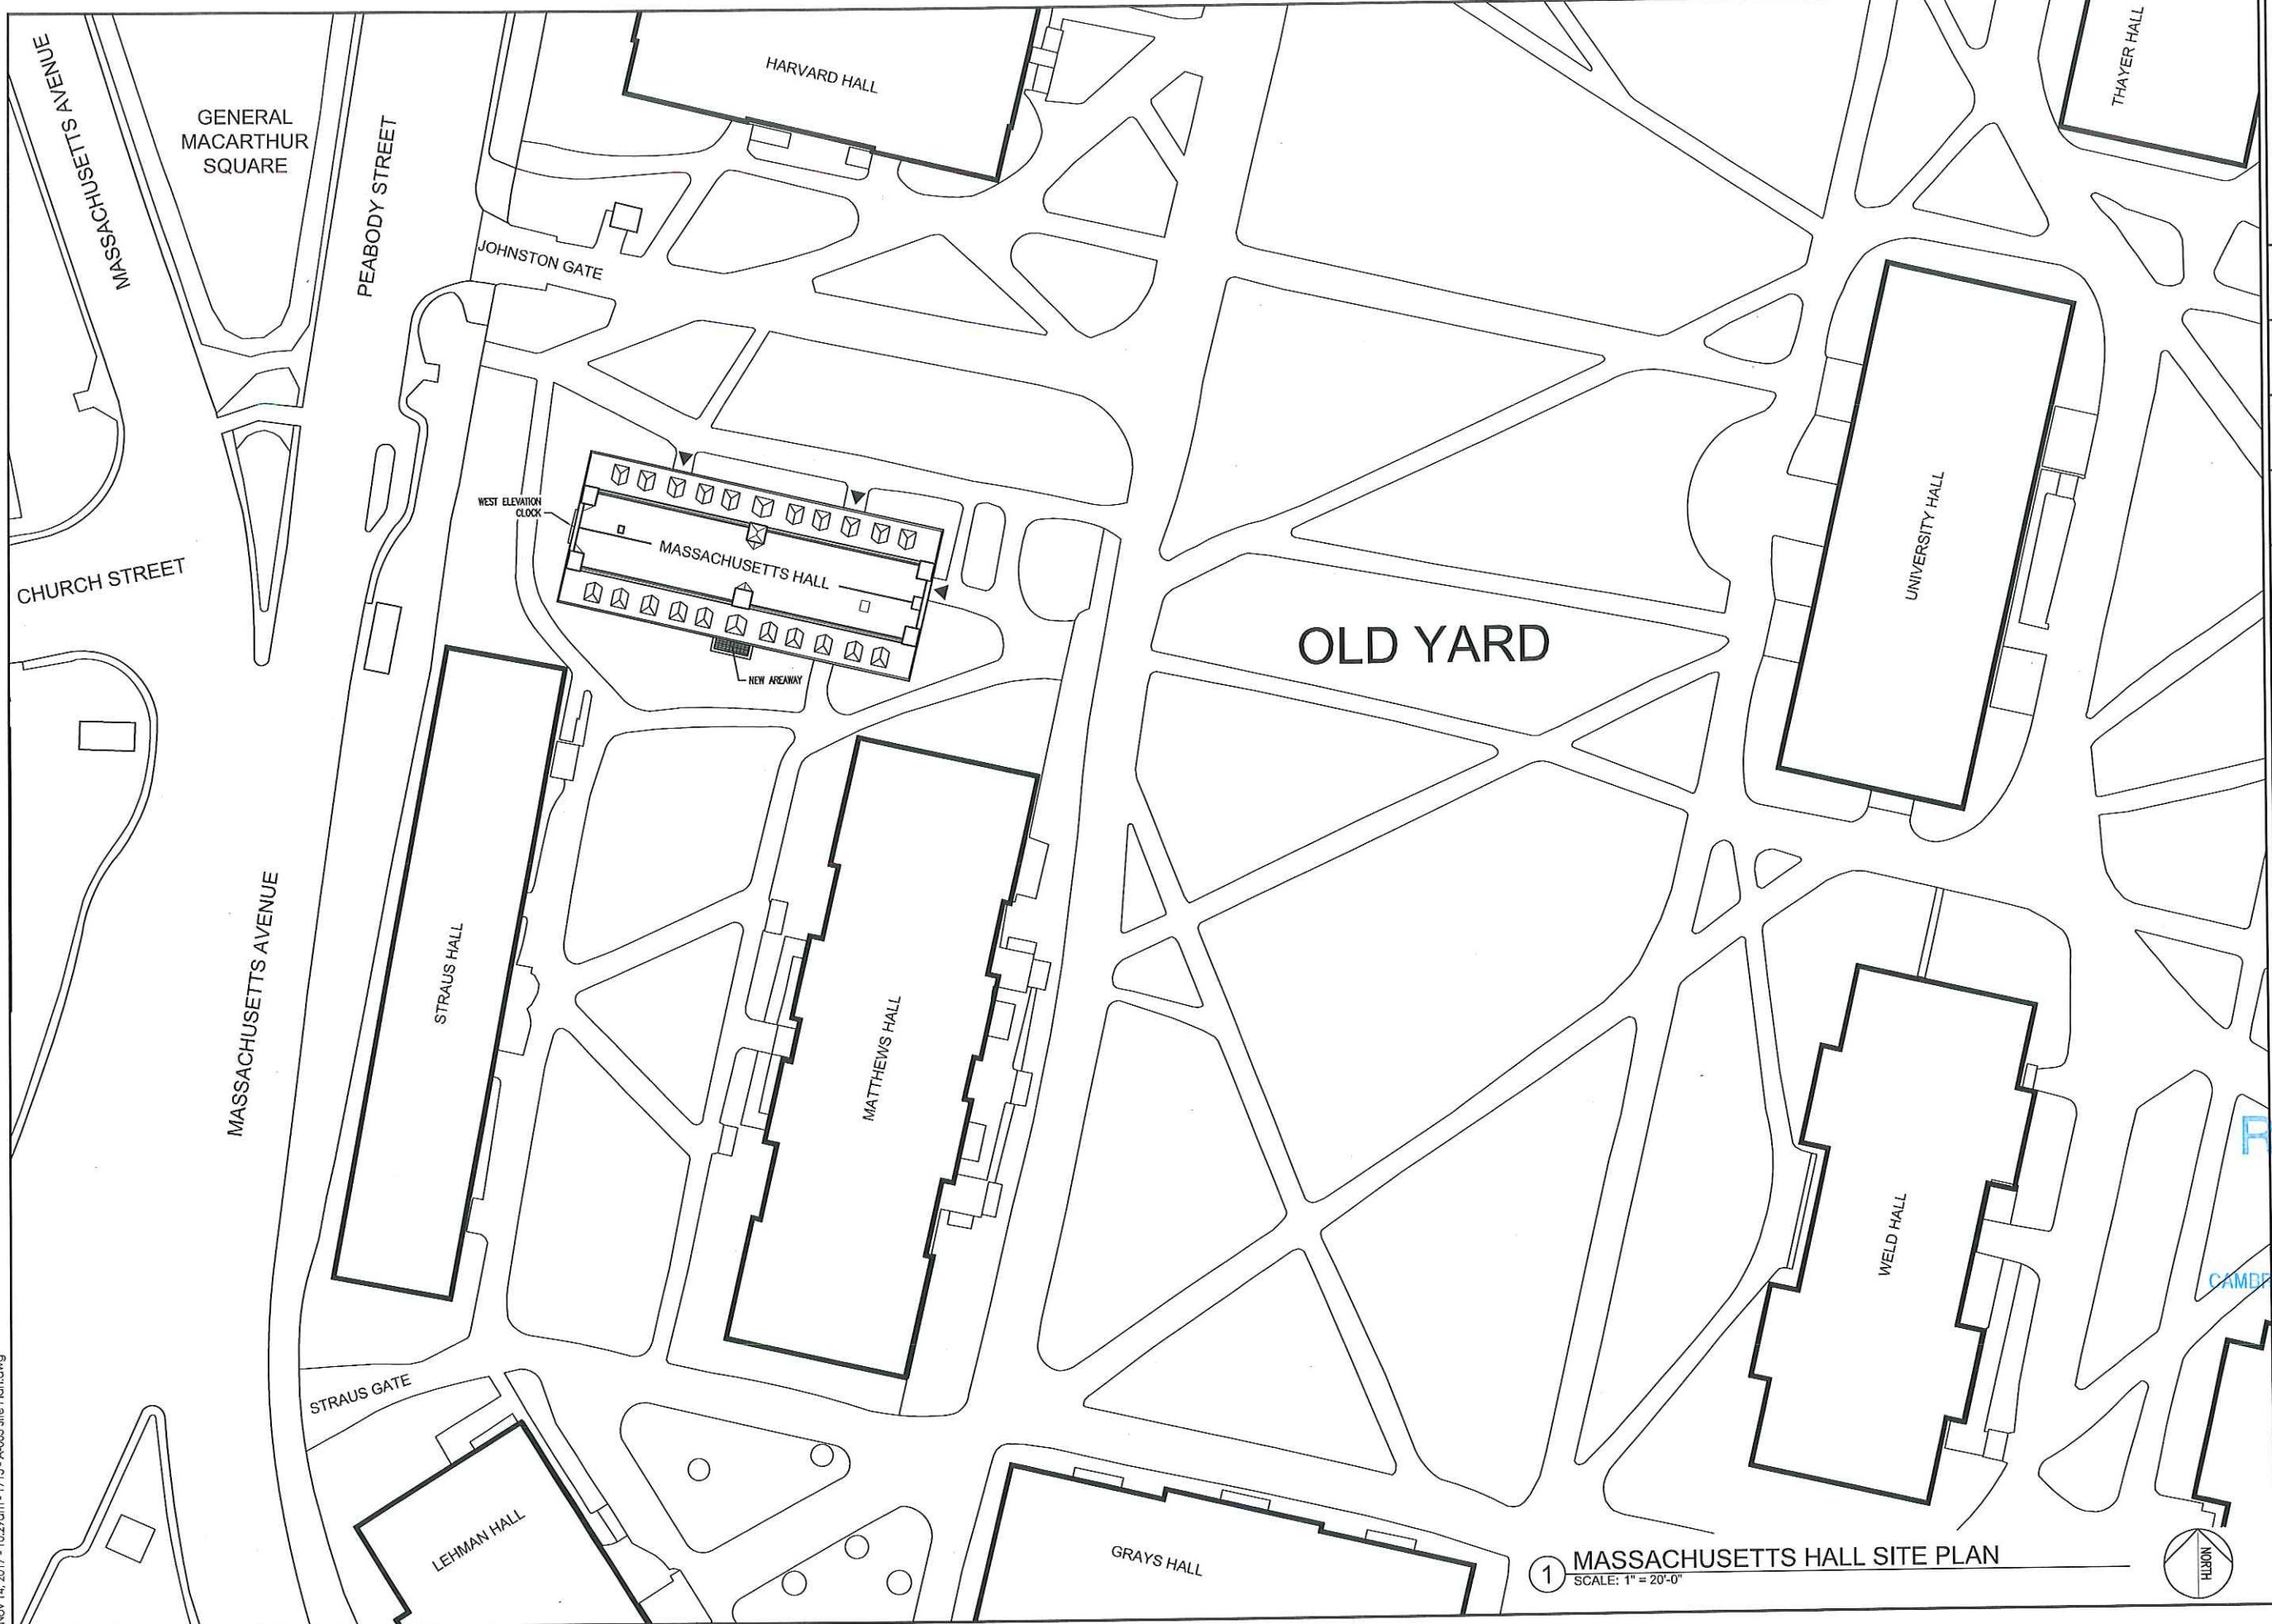 MASSACHUSETTS AVENUE
GENERAL
MACARTHUR
SQUARE
PEABODY STREET
HARVARD HALL
THAYER HALL
JOHNSTON GATE
WEST ELEVATION
CLOCK
MASSACHUSETTS HALL
NEW AREAWAY
CHURCH STREET
OLD YARD
UNIVERSITY HALL
MASSACHUSETTS AVENUE
STRAUS HALL
MATTHEWS HALL
WELD HALL
STRAUS GATE
LEHMAN HALL
GRAYS HALL
1
MASSACHUSETTS HALL SITE PLAN
SCALE: 1" = 20'-0"
NORTH